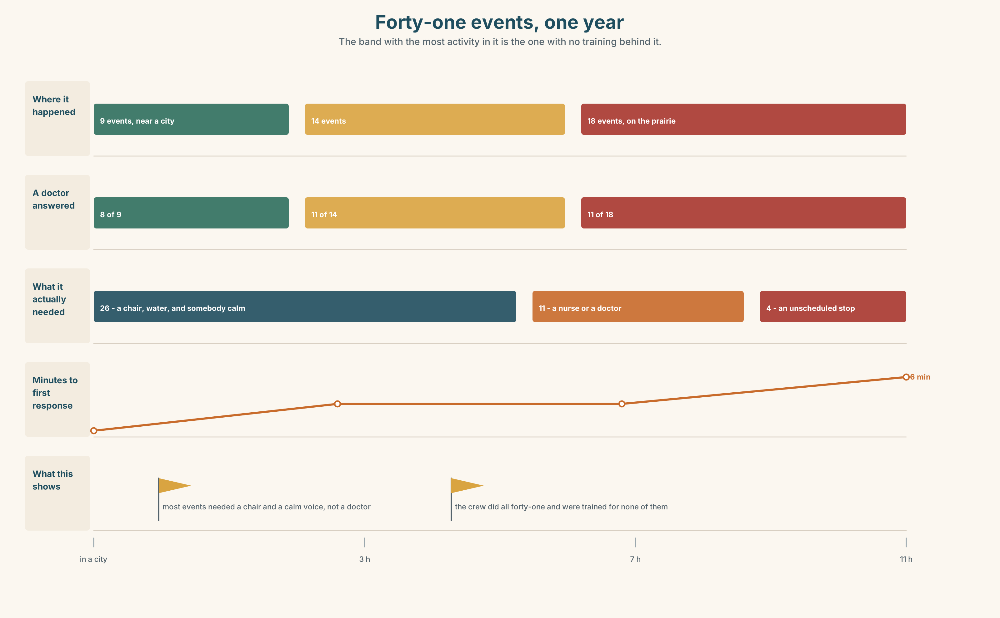 Forty-one events, one year
The band with the most activity in it is the one with no training behind it.
Where it
happened
9 events, near a city
14 events
18 events, on the prairie
A doctor
answered
8 of 9
11 of 14
11 of 18
What it
actually
needed
26 - a chair, water, and somebody calm
11 - a nurse or a doctor
4 - an unscheduled stop
Minutes to
first
response
6 min
What this
shows
most events needed a chair and a calm voice, not a doctor
the crew did all forty-one and were trained for none of them
in a city
3 h
7 h
11 h